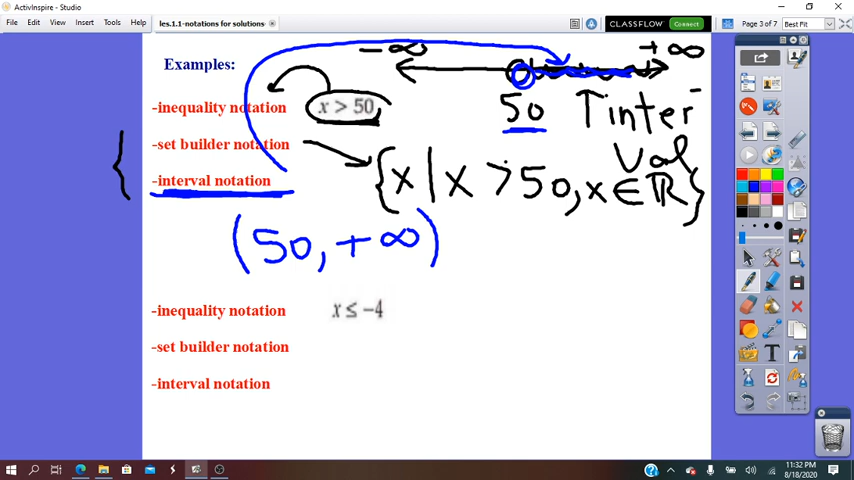 ActivInspire - Studio
File Edit View Insert Tools Help
les.1.1-notations for solutions-
CLASSFLOW Connect
Page 3 of 7
Best Fit
Examples:
-∞ +∞
-inequality notation x > 50
50 Tinter-
val
-set builder notation
{
{x|x > 50, x ∈ ℝ}
-interval notation
(50, +∞)
-inequality notation x ≤ -4
-set builder notation
-interval notation
11:32 PM
8/18/2020